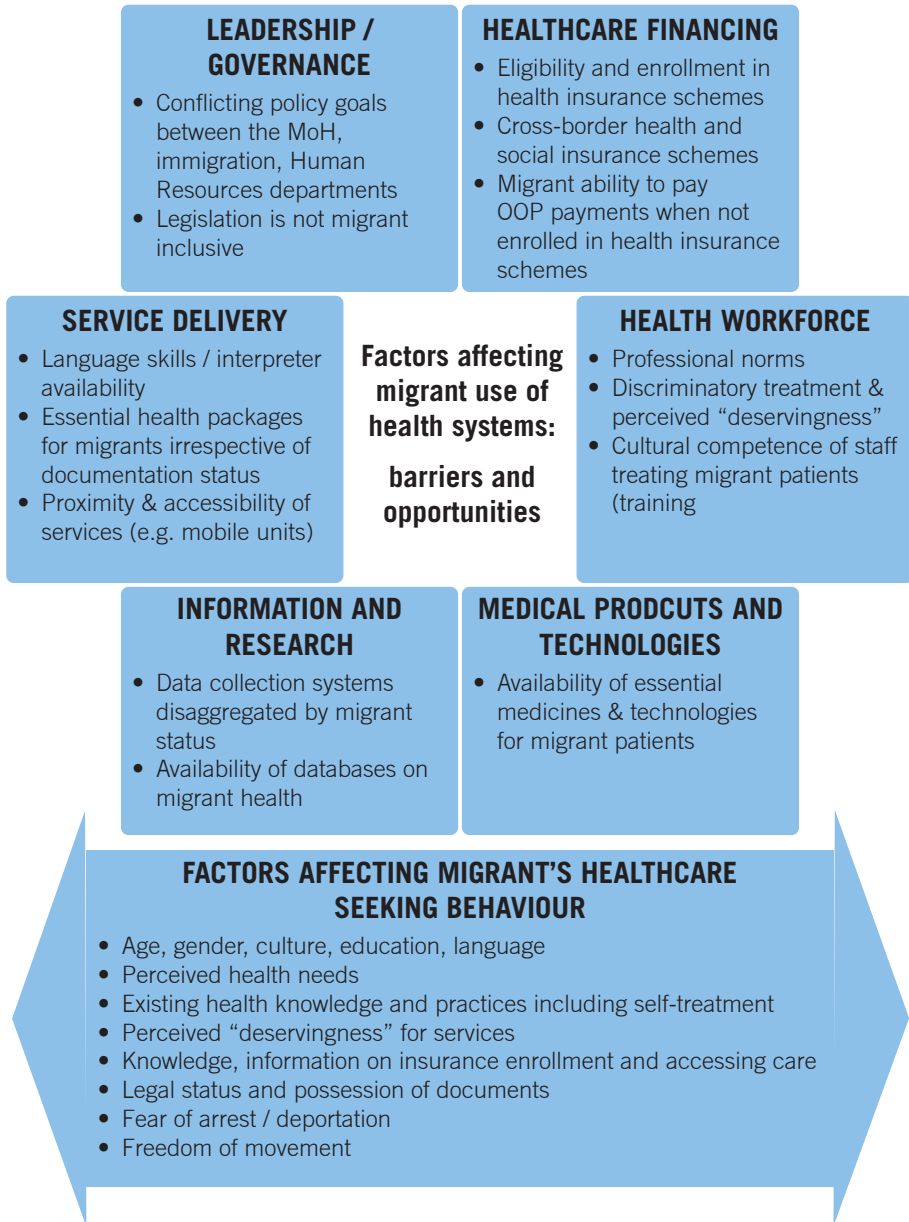 LEADERSHIP /
GOVERNANCE
• Conflicting policy goals
between the MoH,
immigration, Human
Resources departments
• Legislation is not migrant
inclusive
HEALTHCARE FINANCING
• Eligibility and enrollment in
health insurance schemes
• Cross-border health and
social insurance schemes
• Migrant ability to pay
OOP payments when not
enrolled in health insurance
schemes
SERVICE DELIVERY
• Language skills / interpreter
availability
• Essential health packages
for migrants irrespective of
documentation status
• Proximity & accessibility of
services (e.g. mobile units)
Factors affecting
migrant use of
health systems:
barriers and
opportunities
HEALTH WORKFORCE
• Professional norms
• Discriminatory treatment &
perceived “deservingness”
• Cultural competence of staff
treating migrant patients
(training
INFORMATION AND
RESEARCH
• Data collection systems
disaggregated by migrant
status
• Availability of databases on
migrant health
MEDICAL PRODCUTS AND
TECHNOLOGIES
• Availability of essential
medicines & technologies
for migrant patients
FACTORS AFFECTING MIGRANT’S HEALTHCARE
SEEKING BEHAVIOUR
• Age, gender, culture, education, language
• Perceived health needs
• Existing health knowledge and practices including self-treatment
• Perceived “deservingness” for services
• Knowledge, information on insurance enrollment and accessing care
• Legal status and possession of documents
• Fear of arrest / deportation
• Freedom of movement